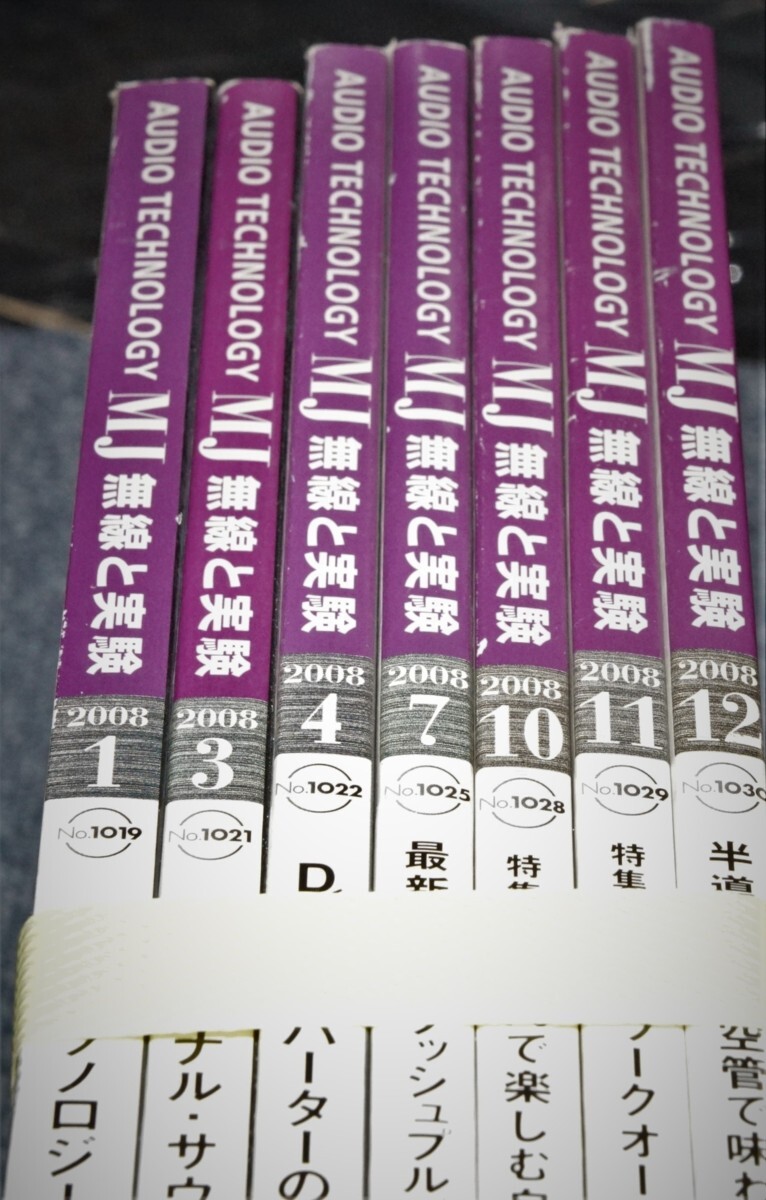 AUDIO TECHNOLOGY MJ 無線と実験
2008
1
No.1019
ノロジー
AUDIO TECHNOLOGY MJ 無線と実験
2008
3
No.1021
ナル・サウ
AUDIO TECHNOLOGY MJ 無線と実験
2008
4
No.1022
D
バーターの
AUDIO TECHNOLOGY MJ 無線と実験
2008
7
No.1025
最新
ッシュプル
AUDIO TECHNOLOGY MJ 無線と実験
2008
10
No.1028
特集
で楽しむ
AUDIO TECHNOLOGY MJ 無線と実験
2008
11
No.1029
特集
ークオー
AUDIO TECHNOLOGY MJ 無線と実験
2008
12
No.1030
半導
空管で味わ